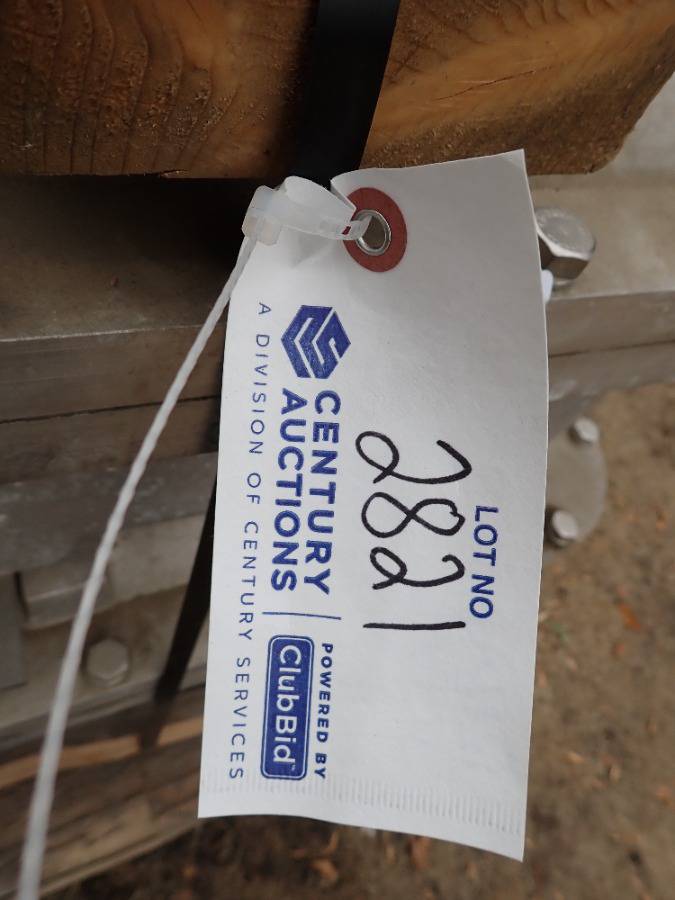 LOT NO
2821
CENTURY
AUCTIONS
POWERED BY
ClubBid
A DIVISION OF CENTURY SERVICES